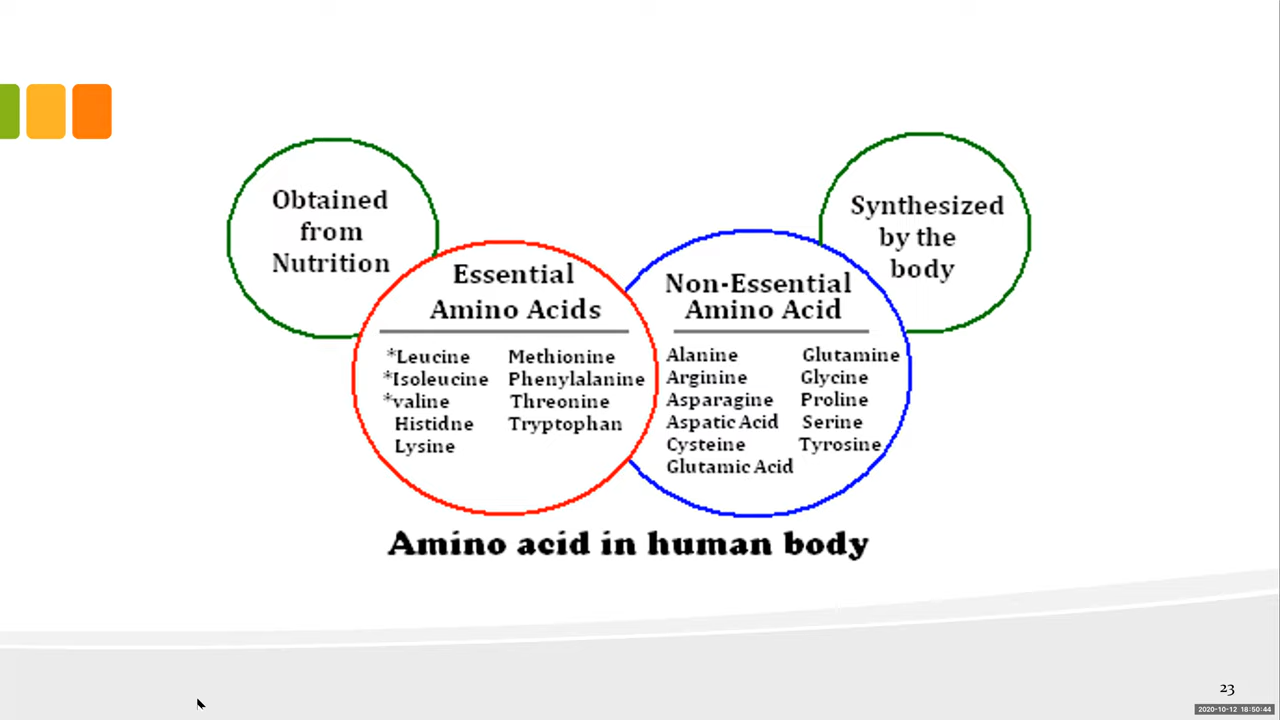 Obtained
from
Nutrition
Synthesized
by the
body
Essential
Amino Acids
*Leucine Methionine
*Isoleucine Phenylalanine
*valine Threonine
Histidne Tryptophan
Lysine
Non-Essential
Amino Acid
Alanine Glutamine
Arginine Glycine
Asparagine Proline
Aspatic Acid Serine
Cysteine Tyrosine
Glutamic Acid
Amino acid in human body
23
2020-10-12 18:50:44